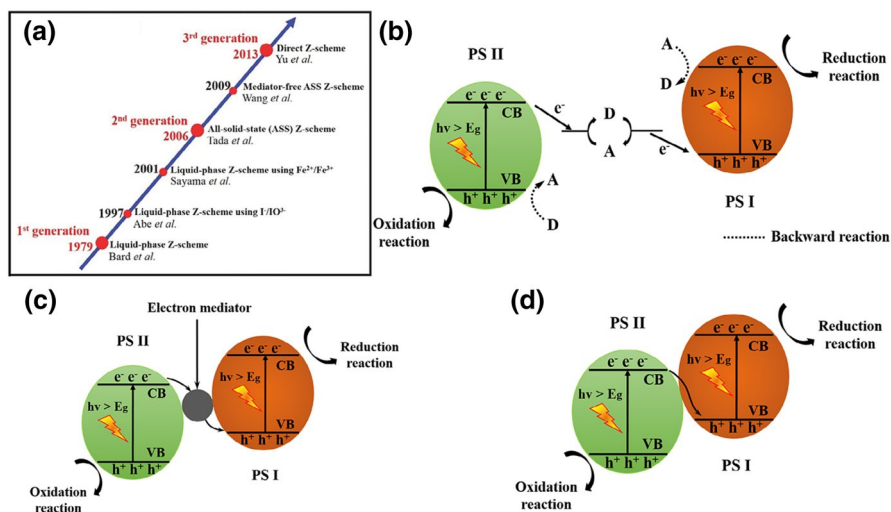 (a)
3rd generation
2013
Direct Z-scheme
Yu et al.
2009
Mediator-free ASS Z-scheme
Wang et al.
2nd generation
2006
All-solid-state (ASS) Z-scheme
Tada et al.
2001
Liquid-phase Z-scheme using Fe²⁺/Fe³⁺
Sayama et al.
1997
Liquid-phase Z-scheme using I⁻/IO³⁻
Abe et al.
1st generation
1979
Liquid-phase Z-scheme
Bard et al.
(b)
PS II
e⁻ e⁻ e⁻
CB
hν > Eg
VB
h⁺ h⁺ h⁺
Oxidation
reaction
A
D
e⁻
D
A
e⁻
A
D
e⁻ e⁻ e⁻
CB
hν > Eg
VB
h⁺ h⁺ h⁺
PS I
Reduction
reaction
Backward reaction
(c)
Electron mediator
PS II
e⁻ e⁻ e⁻
CB
hν > Eg
VB
h⁺ h⁺ h⁺
Oxidation
reaction
e⁻ e⁻ e⁻
CB
hν > Eg
VB
h⁺ h⁺ h⁺
PS I
Reduction
reaction
(d)
PS II
e⁻ e⁻ e⁻
CB
hν > Eg
VB
h⁺ h⁺ h⁺
Oxidation
reaction
e⁻ e⁻ e⁻
CB
hν > Eg
VB
h⁺ h⁺ h⁺
PS I
Reduction
reaction